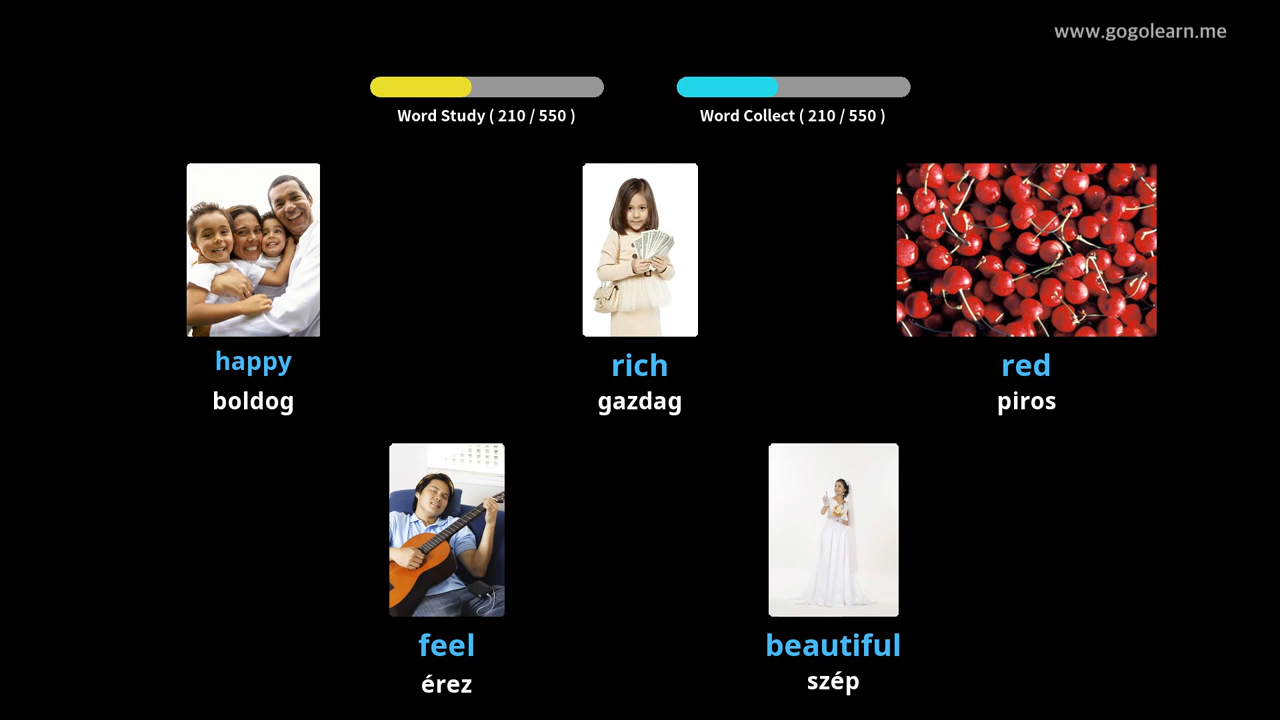 www.gogolearn.me
Word Study ( 210 / 550 )
Word Collect ( 210 / 550 )
happy
boldog
rich
gazdag
red
piros
feel
érez
beautiful
szép